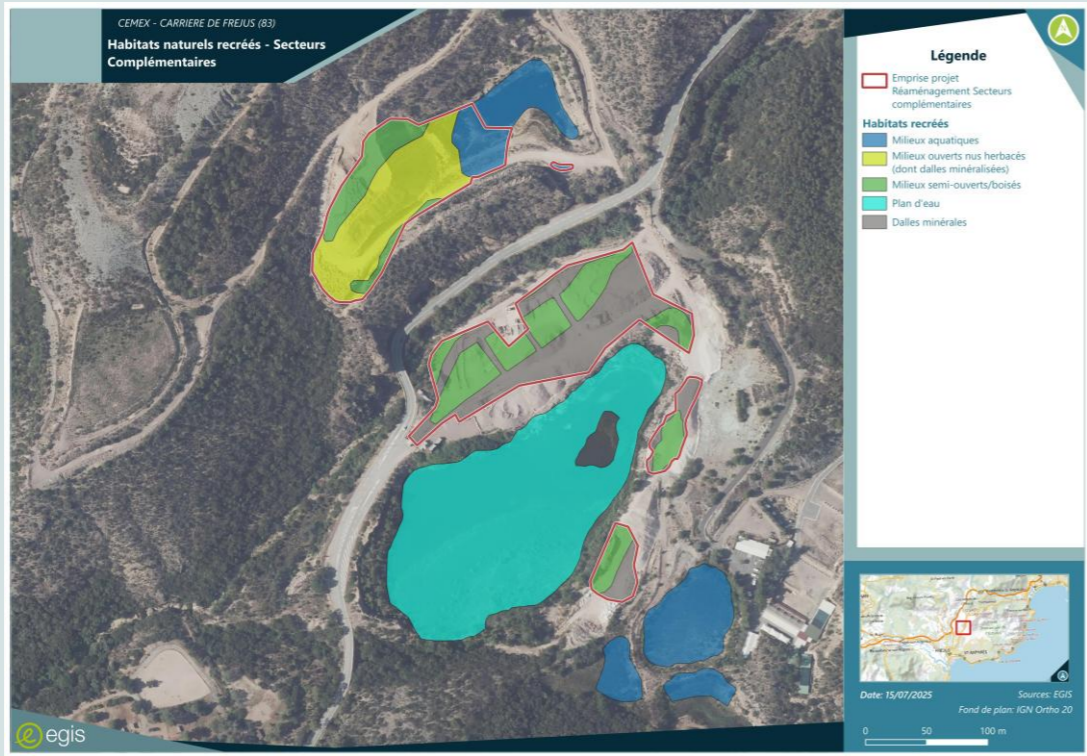 CEMEX - CARRIERE DE FREJUS (83)
Habitats naturels recréés - Secteurs
Complémentaires
Légende
Emprise projet
Réaménagement Secteurs
complémentaires
Habitats recréés
Milieux aquatiques
Milieux ouverts nus herbacés
(dont dalles minéralisées)
Milieux semi-ouverts/boisés
Plan d'eau
Dalles minérales
Date: 15/07/2025
Sources: EGIS
Fond de plan: IGN Ortho 20
0 50 100 m
egis